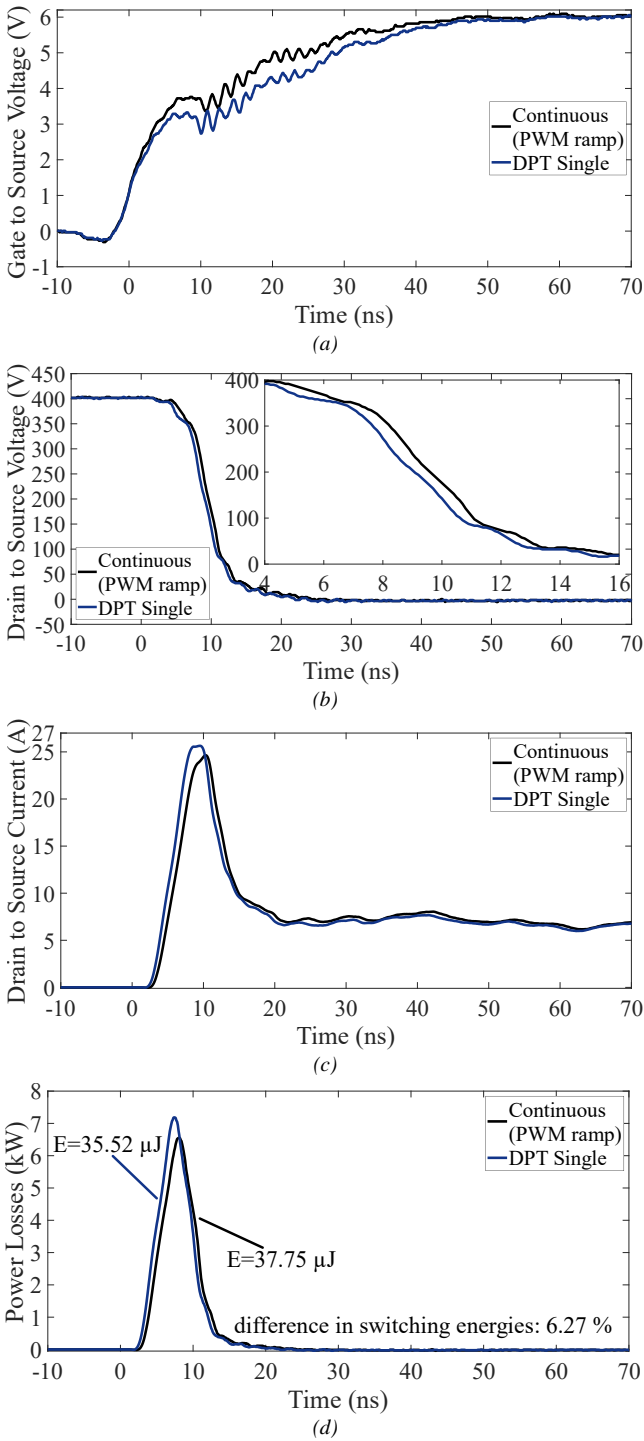 Gate to Source Voltage (V)
6
5
4
3
2
1
0
-1
-10 0 10 20 30 40 50 60 70
Continuous
(PWM ramp)
DPT Single
Time (ns)
(a)
Drain to Source Voltage (V)
450
400
350
300
250
200
150
100
50
0
-50
-10 0 10 20 30 40 50 60 70
400
300
200
100
0
4 6 8 10 12 14 16
Continuous
(PWM ramp)
DPT Single
Time (ns)
(b)
Drain to Source Current (A)
27
25
20
15
10
5
0
-10 0 10 20 30 40 50 60 70
Continuous
(PWM ramp)
DPT Single
Time (ns)
(c)
Power Losses (kW)
8
7
6
5
4
3
2
1
0
-10 0 10 20 30 40 50 60 70
Continuous
(PWM ramp)
DPT Single
E=35.52 µJ
E=37.75 µJ
difference in switching energies: 6.27 %
Time (ns)
(d)